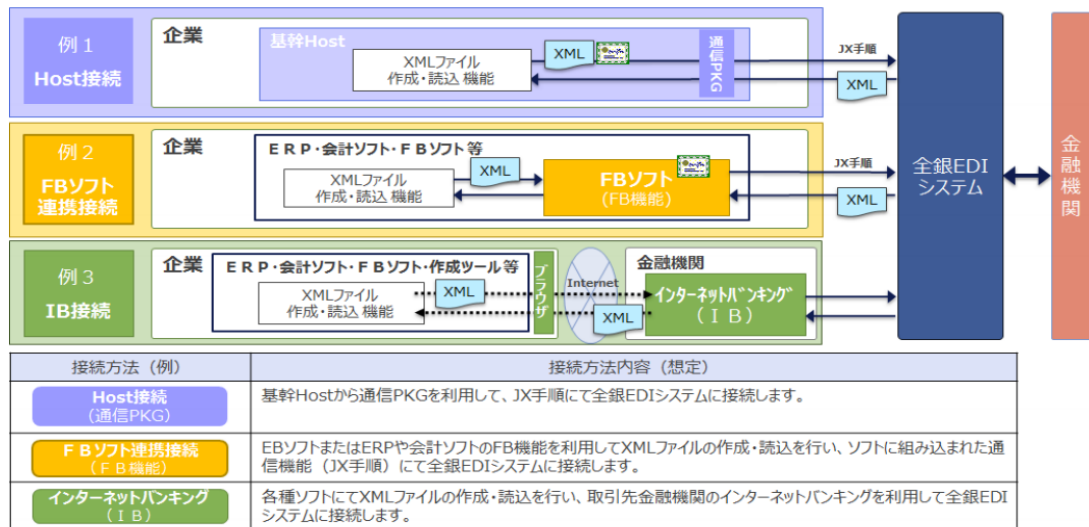 例１
Host接続
企業
基幹Host
XMLファイル
作成・読込 機能
XML
通信PKG
JX手順
XML
例２
FBソフト
連携接続
企業
ＥＲＰ・会計ソフト・ＦＢソフト等
XMLファイル
作成・読込 機能
XML
FBソフト
(FB機能)
JX手順
XML
例３
IB接続
企業
ＥＲＰ・会計ソフト・ＦＢソフト・作成ツール等
XMLファイル
作成・読込 機能
XML
ブラウザ
Internet
XML
金融機関
インターネットバンキング
（ＩＢ）
全銀EDI
システム
金融機関
接続方法（例）
接続方法内容（想定）
Host接続
（通信PKG）
基幹Hostから通信PKGを利用して、JX手順にて全銀EDIシステムに接続します。
ＦＢソフト連携接続
（ＦＢ機能）
EBソフトまたはERPや会計ソフトのFB機能を利用してXMLファイルの作成・読込を行い、ソフトに組み込まれた通
信機能（JX手順）にて全銀EDIシステムに接続します。
インターネットバンキング
（ＩＢ）
各種ソフトにてXMLファイルの作成・読込を行い、取引先金融機関のインターネットバンキングを利用して全銀EDI
システムに接続します。